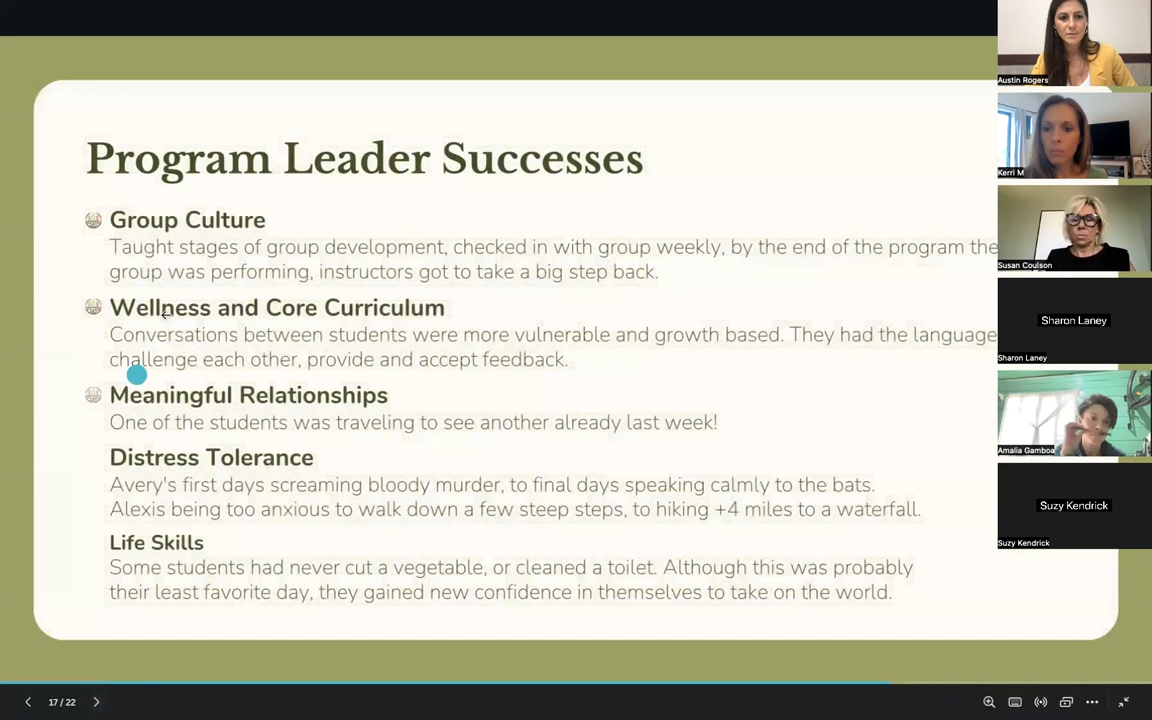 Program Leader Successes
Group Culture
Taught stages of group development, checked in with group weekly, by the end of the program the
group was performing, instructors got to take a big step back.
Wellness and Core Curriculum
Conversations between students were more vulnerable and growth based. They had the language
challenge each other, provide and accept feedback.
Meaningful Relationships
One of the students was traveling to see another already last week!
Distress Tolerance
Avery's first days screaming bloody murder, to final days speaking calmly to the bats.
Alexis being too anxious to walk down a few steep steps, to hiking +4 miles to a waterfall.
Life Skills
Some students had never cut a vegetable, or cleaned a toilet. Although this was probably
their least favorite day, they gained new confidence in themselves to take on the world.
17 / 22
Austin Rogers
Kerri M
Susan Coulson
Sharon Laney
Sharon Laney
Amalia Gamboa
Suzy Kendrick
Suzy Kendrick